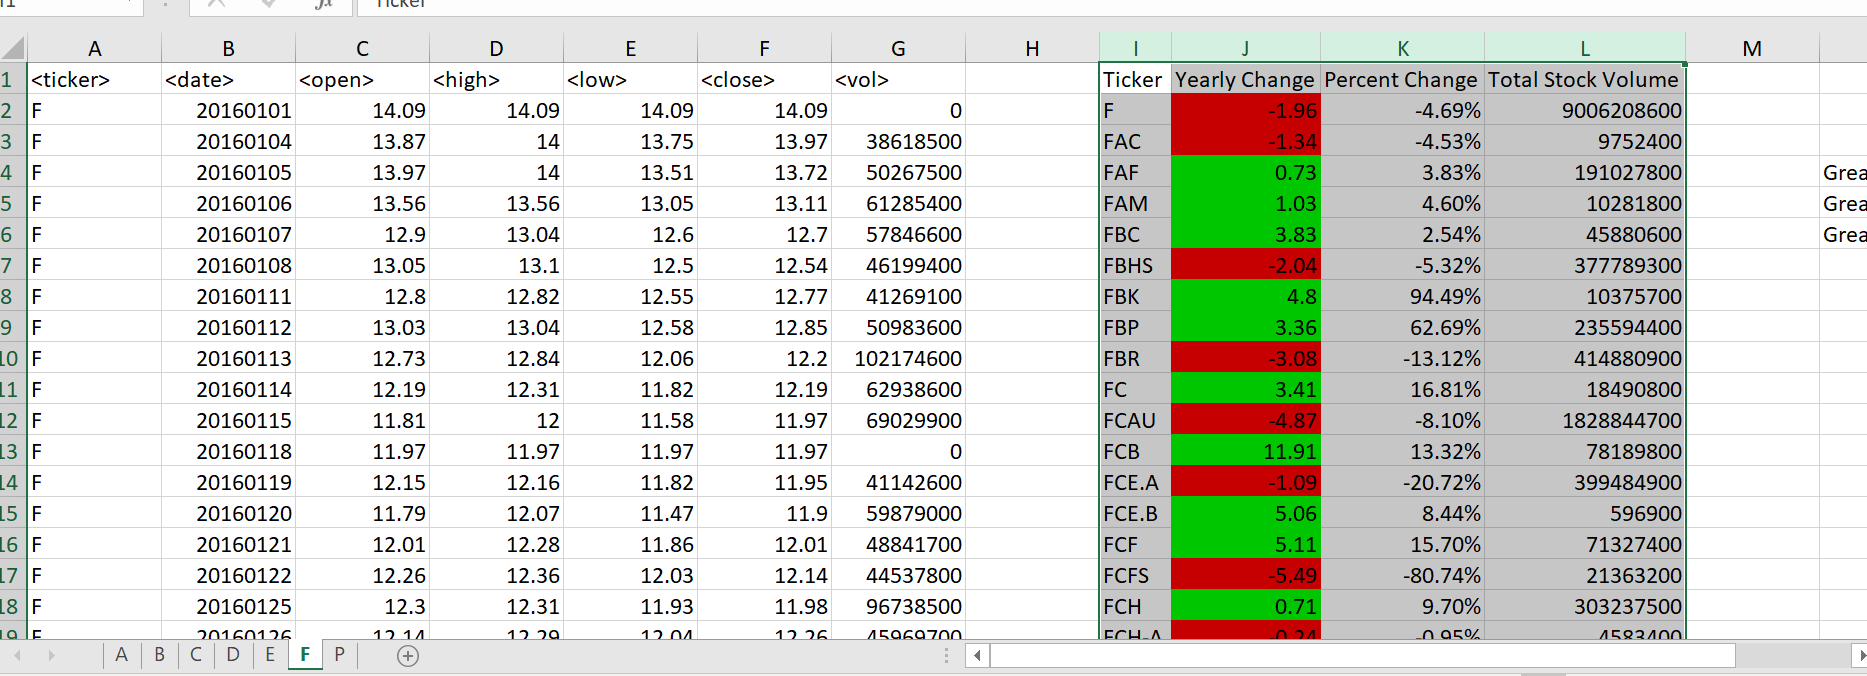 Ticker
A B C D E F G H I J K L M
1 <ticker> <date> <open> <high> <low> <close> <vol> Ticker Yearly Change Percent Change Total Stock Volume
2 F 20160101 14.09 14.09 14.09 14.09 0 F -1.96 -4.69% 9006208600
3 F 20160104 13.87 14 13.75 13.97 38618500 FAC -1.34 -4.53% 9752400
4 F 20160105 13.97 14 13.51 13.72 50267500 FAF 0.73 3.83% 191027800 Grea
5 F 20160106 13.56 13.56 13.05 13.11 61285400 FAM 1.03 4.60% 10281800 Grea
6 F 20160107 12.9 13.04 12.6 12.7 57846600 FBC 3.83 2.54% 45880600 Grea
7 F 20160108 13.05 13.1 12.5 12.54 46199400 FBHS -2.04 -5.32% 377789300
8 F 20160111 12.8 12.82 12.55 12.77 41269100 FBK 4.8 94.49% 10375700
9 F 20160112 13.03 13.04 12.58 12.85 50983600 FBP 3.36 62.69% 235594400
10 F 20160113 12.73 12.84 12.06 12.2 102174600 FBR -3.08 -13.12% 414880900
11 F 20160114 12.19 12.31 11.82 12.19 62938600 FC 3.41 16.81% 18490800
12 F 20160115 11.81 12 11.58 11.97 69029900 FCAU -4.87 -8.10% 1828844700
13 F 20160118 11.97 11.97 11.97 11.97 0 FCB 11.91 13.32% 78189800
14 F 20160119 12.15 12.16 11.82 11.95 41142600 FCE.A -1.09 -20.72% 399484900
15 F 20160120 11.79 12.07 11.47 11.9 59879000 FCE.B 5.06 8.44% 596900
16 F 20160121 12.01 12.28 11.86 12.01 48841700 FCF 5.11 15.70% 71327400
17 F 20160122 12.26 12.36 12.03 12.14 44537800 FCFS -5.49 -80.74% 21363200
18 F 20160125 12.3 12.31 11.93 11.98 96738500 FCH 0.71 9.70% 303237500
19 F 20160126 12.14 12.29 12.04 12.26 45969700 FCH-A -0.24 -0.95% 4583400
A B C D E F P